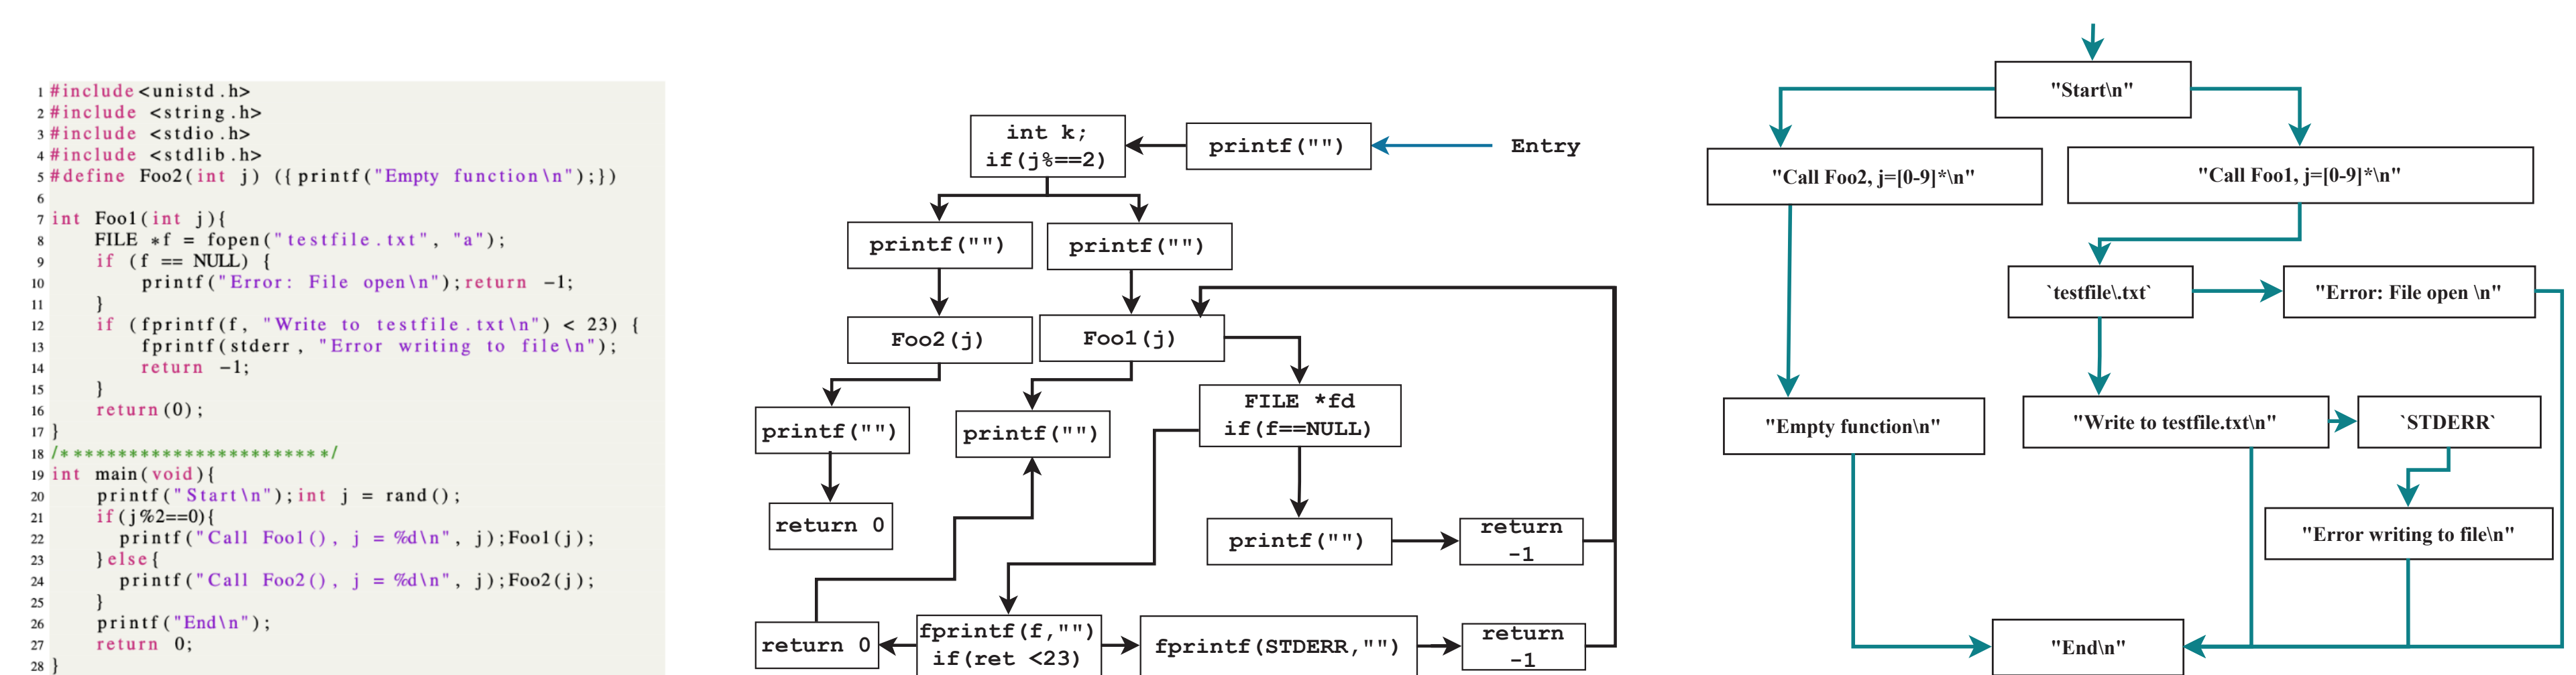 1 #include<unistd.h>
2 #include <string.h>
3 #include <stdio.h>
4 #include <stdlib.h>
5 #define Foo2(int j) ({printf("Empty function\n");})
6
7 int Foo1(int j){
8 FILE *f = fopen("testfile.txt", "a");
9 if (f == NULL) {
10 printf("Error: File open\n");return -1;
11 }
12 if (fprintf(f, "Write to testfile.txt\n") < 23) {
13 fprintf(stderr, "Error writing to file\n");
14 return -1;
15 }
16 return(0);
17 }
18 /************************/
19 int main(void){
20 printf("Start\n");int j = rand();
21 if(j%2==0){
22 printf("Call Foo1(), j = %d\n", j);Foo1(j);
23 }else{
24 printf("Call Foo2(), j = %d\n", j);Foo2(j);
25 }
26 printf("End\n");
27 return 0;
28 }
int k;
if(j%==2)
printf("")
Entry
printf("")
printf("")
Foo2(j)
Foo1(j)
printf("")
printf("")
FILE *fd
if(f==NULL)
return 0
printf("")
return
-1
return 0
fprintf(f,"")
if(ret <23)
fprintf(STDERR,"")
return
-1
"Start\n"
"Call Foo2, j=[0-9]*\n"
"Call Foo1, j=[0-9]*\n"
`testfile\.txt`
"Error: File open \n"
"Empty function\n"
"Write to testfile.txt\n"
`STDERR`
"Error writing to file\n"
"End\n"